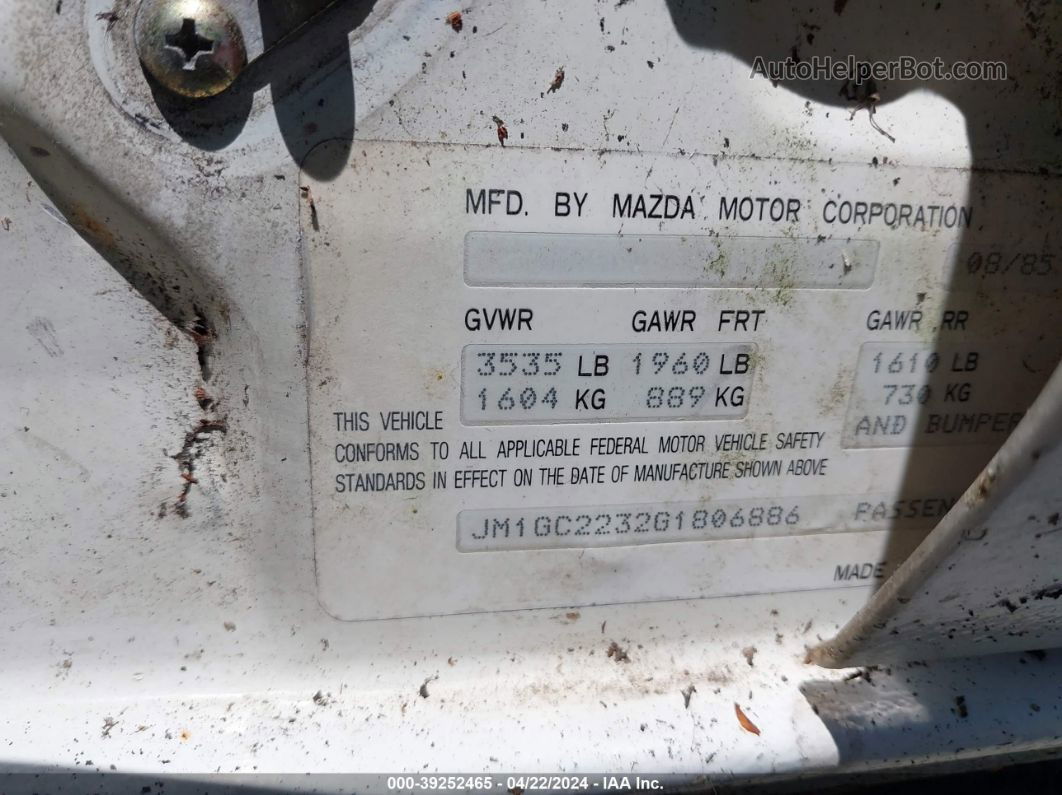 AutoHelperBot.com
MFD. BY MAZDA MOTOR CORPORATION
08/85
GVWR GAWR FRT GAWR RR
3535 LB 1960 LB 1610 LB
1604 KG 889 KG 730 KG
AND BUMPER
THIS VEHICLE
CONFORMS TO ALL APPLICABLE FEDERAL MOTOR VEHICLE SAFETY
STANDARDS IN EFFECT ON THE DATE OF MANUFACTURE SHOWN ABOVE
JM1GC2232G1806886 PASSEN
MADE
000-39252465 - 04/22/2024 - IAA Inc.